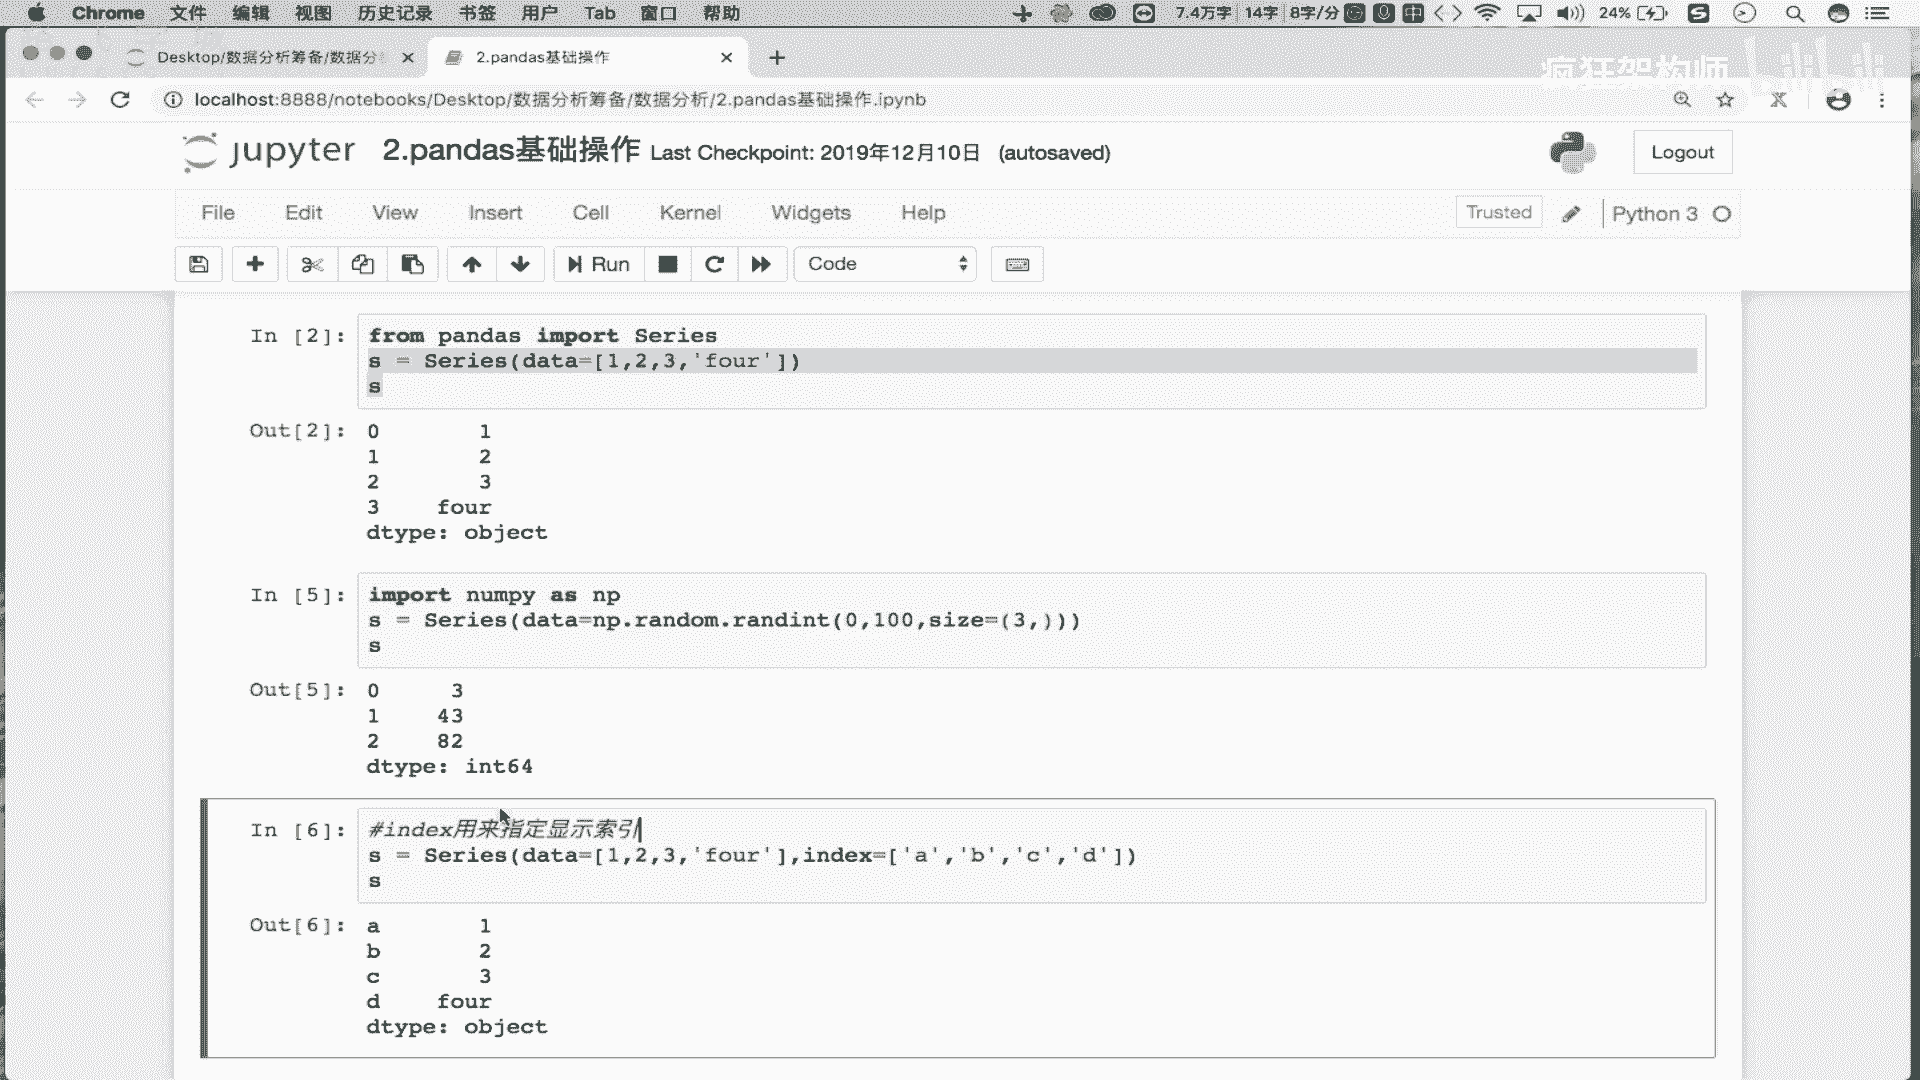 Chrome 文件 编辑 视图 历史记录 书签 用户 Tab 窗口 帮助 7.4万字 14字 8字/分 中 24%
Desktop/数据分析筹备/数据分 2.pandas基础操作
疯狂架构师 bilibili
localhost:8888/notebooks/Desktop/数据分析筹备/数据分析/2.pandas基础操作.ipynb
jupyter 2.pandas基础操作 Last Checkpoint: 2019年12月10日 (autosaved) Logout
File Edit View Insert Cell Kernel Widgets Help Trusted Python 3
Run Code
In [2]: from pandas import Series
s = Series(data=[1,2,3,'four'])
s
Out[2]: 0 1
1 2
2 3
3 four
dtype: object
In [5]: import numpy as np
s = Series(data=np.random.randint(0,100,size=(3,)))
s
Out[5]: 0 3
1 43
2 82
dtype: int64
In [6]: #index用来指定显示索引
s = Series(data=[1,2,3,'four'],index=['a','b','c','d'])
s
Out[6]: a 1
b 2
c 3
d four
dtype: object